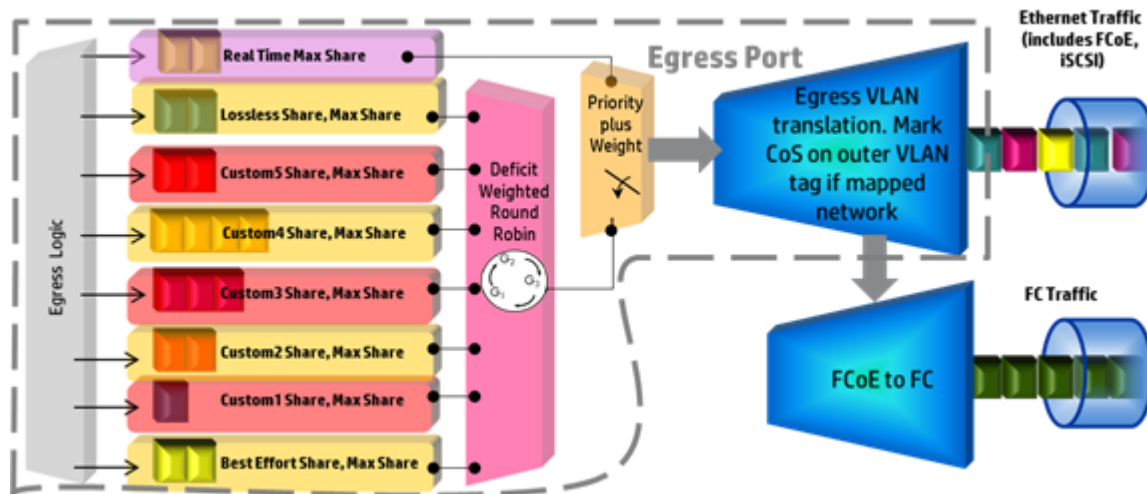 Egress Logic
Real Time Max Share
Lossless Share, Max Share
Custom5 Share, Max Share
Custom4 Share, Max Share
Custom3 Share, Max Share
Custom2 Share, Max Share
Custom1 Share, Max Share
Best Effort Share, Max Share
Deficit
Weighted
Round
Robin
G2
G1
G3
Priority
plus
Weight
Egress Port
Egress VLAN
translation. Mark
CoS on outer VLAN
tag if mapped
network
Ethernet Traffic
(includes FCoE,
iSCSI)
FCoE to FC
FC Traffic